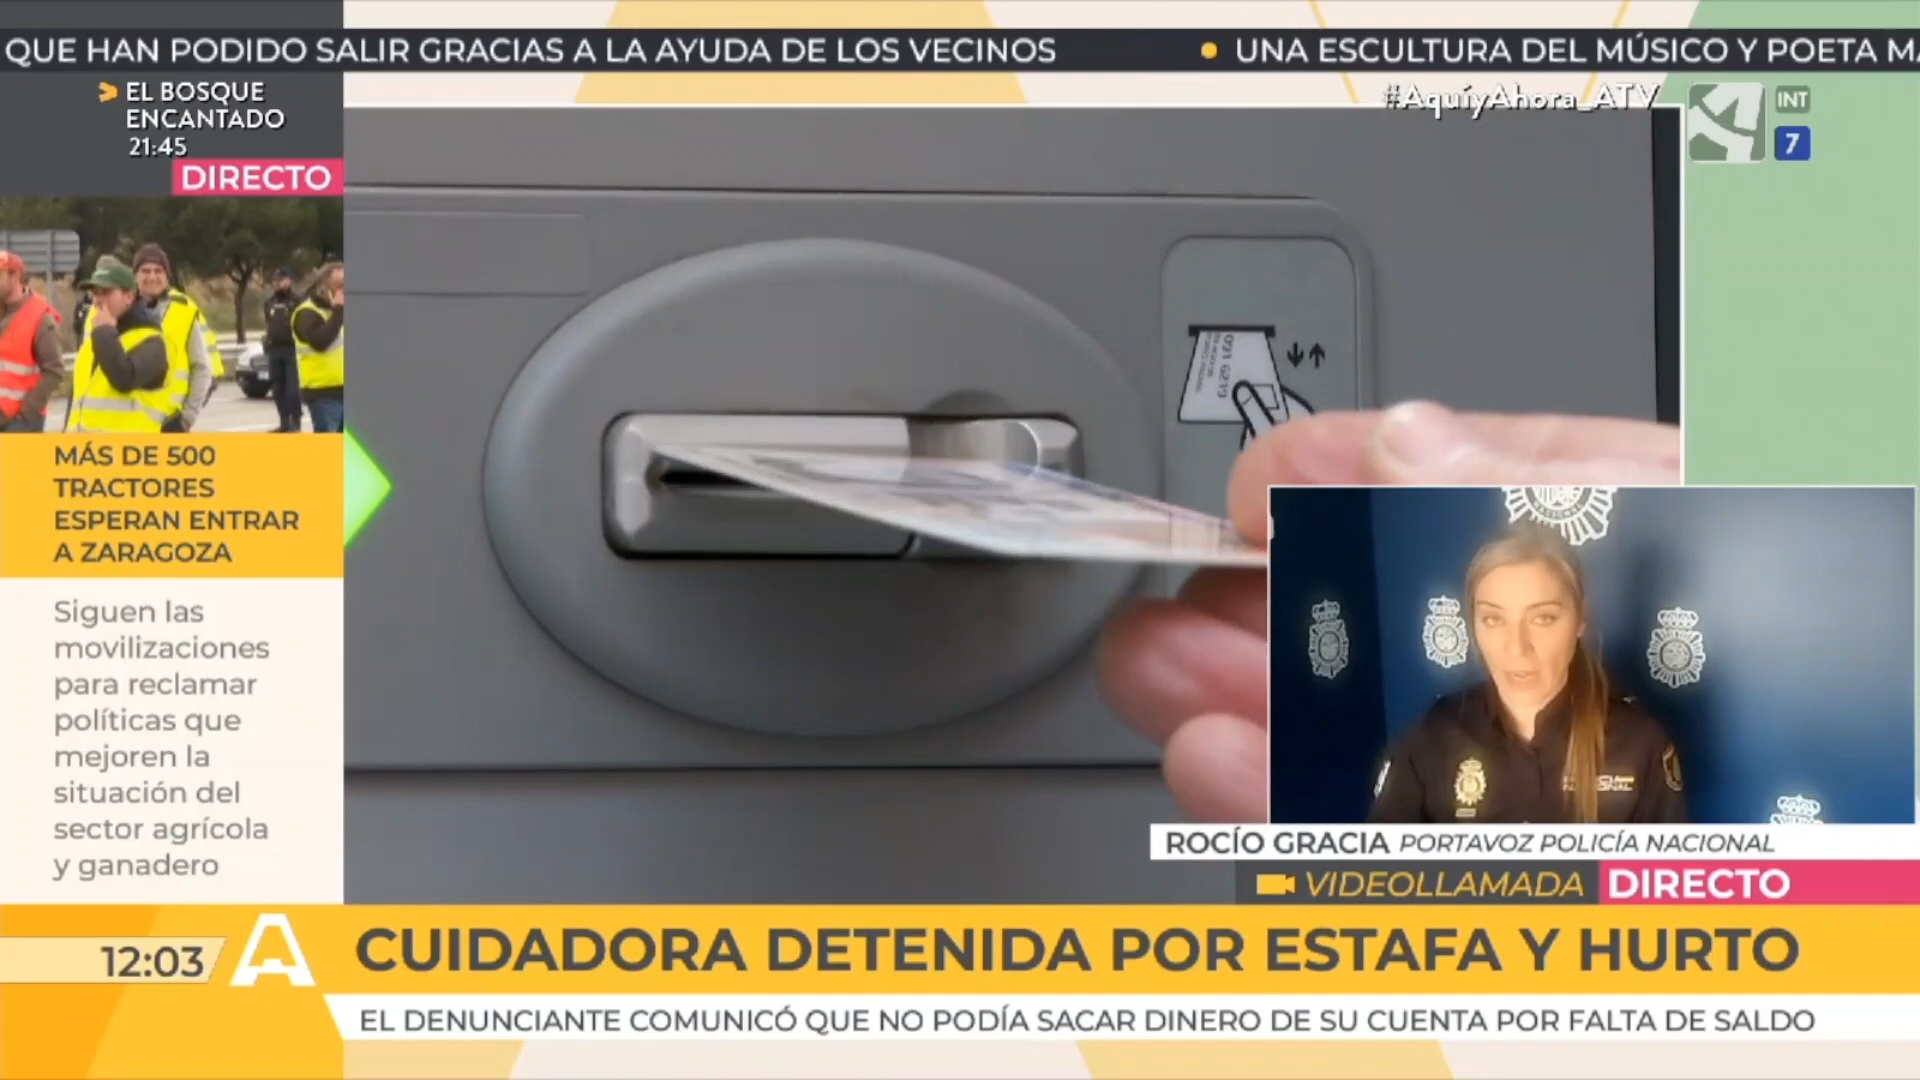 QUE HAN PODIDO SALIR GRACIAS A LA AYUDA DE LOS VECINOS
UNA ESCULTURA DEL MÚSICO Y POETA
EL BOSQUE
ENCANTADO
21:45
DIRECTO
#AquíyAhora_ATV
INT
7
MÁS DE 500
TRACTORES
ESPERAN ENTRAR
A ZARAGOZA
Siguen las
movilizaciones
para reclamar
políticas que
mejoren la
situación del
sector agrícola
y ganadero
ROCÍO GRACIA PORTAVOZ POLICÍA NACIONAL
VIDEOLLAMADA DIRECTO
12:03
CUIDADORA DETENIDA POR ESTAFA Y HURTO
EL DENUNCIANTE COMUNICÓ QUE NO PODÍA SACAR DINERO DE SU CUENTA POR FALTA DE SALDO